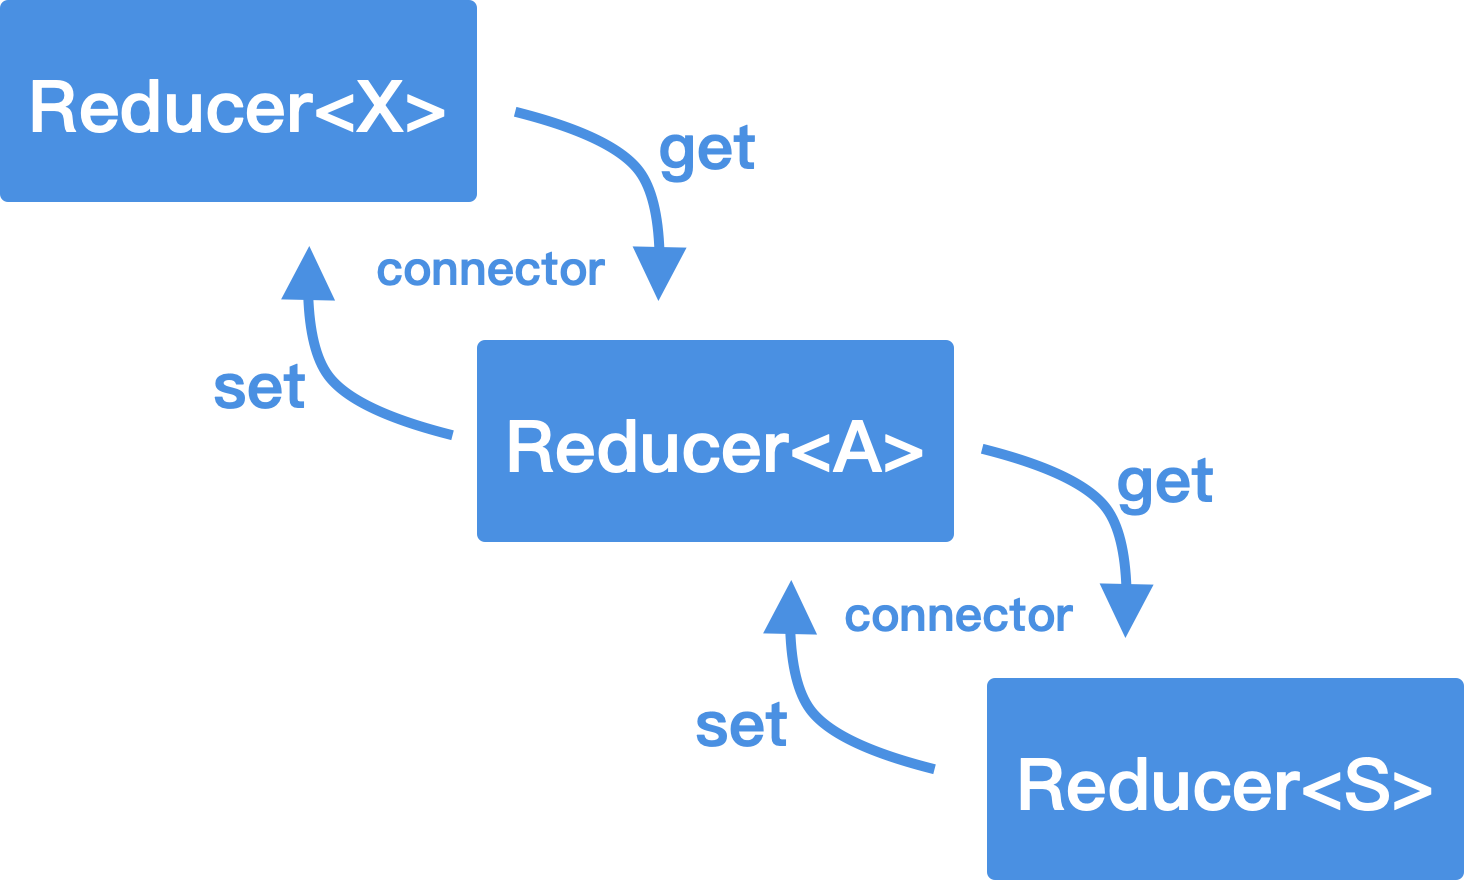 Reducer<X>
get
connector
set
Reducer<A>
get
connector
set
Reducer<S>